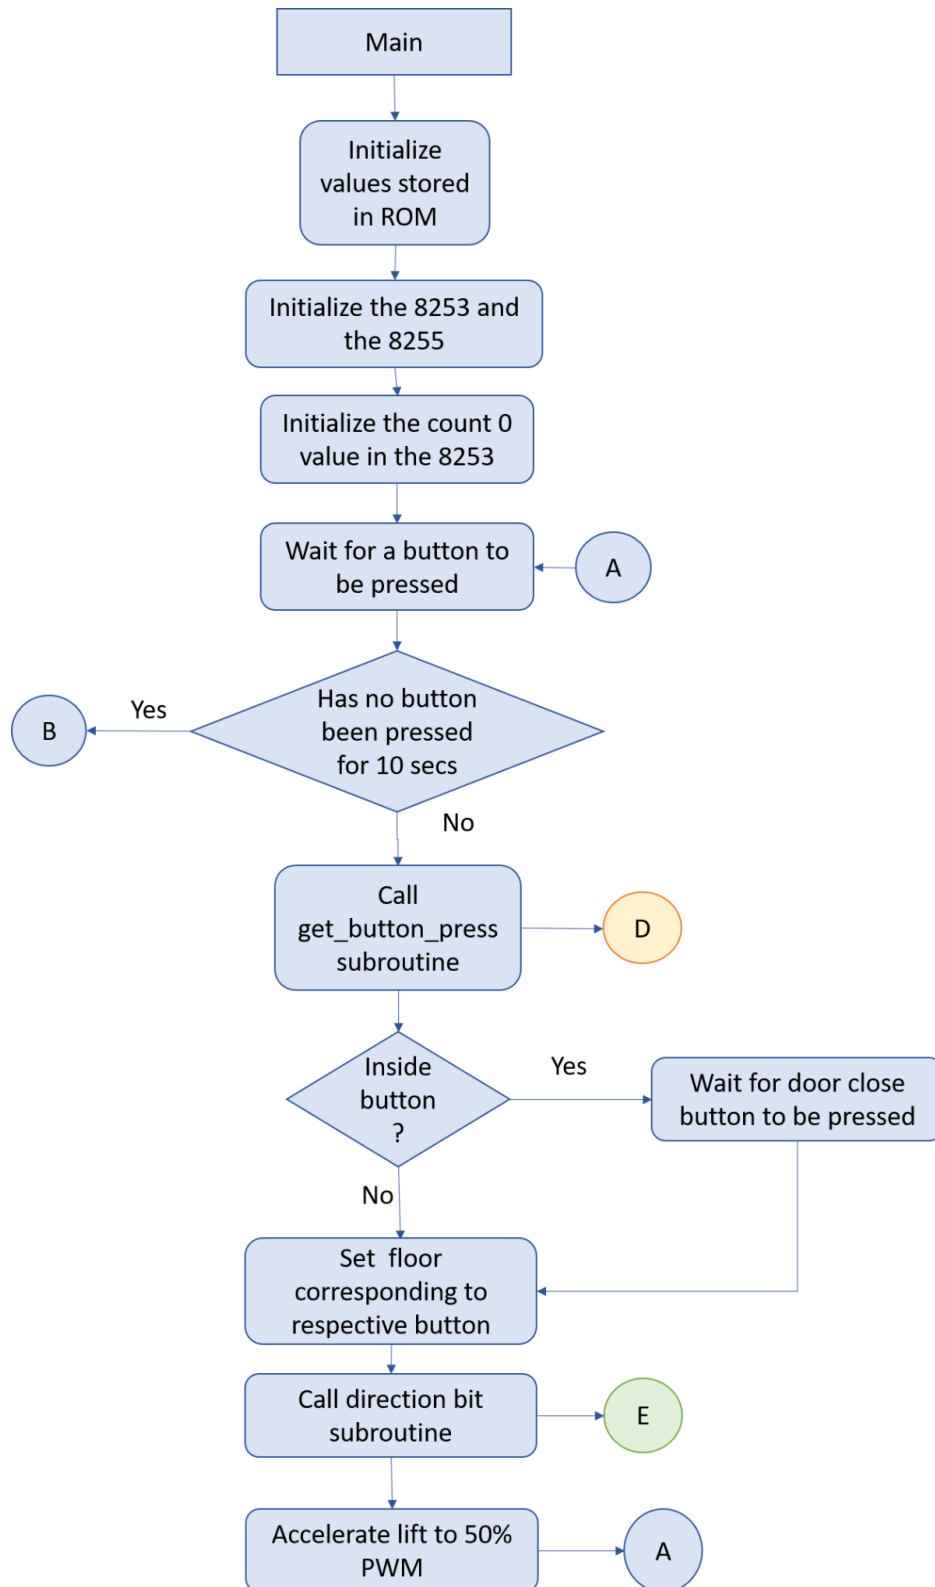 Main
Initialize
values stored
in ROM
Initialize the 8253 and
the 8255
Initialize the count 0
value in the 8253
Wait for a button to
be pressed
A
Has no button
been pressed
for 10 secs
Yes
B
No
Call
get_button_press
subroutine
D
Inside
button
?
Yes
Wait for door close
button to be pressed
No
Set floor
corresponding to
respective button
Call direction bit
subroutine
E
Accelerate lift to 50%
PWM
A